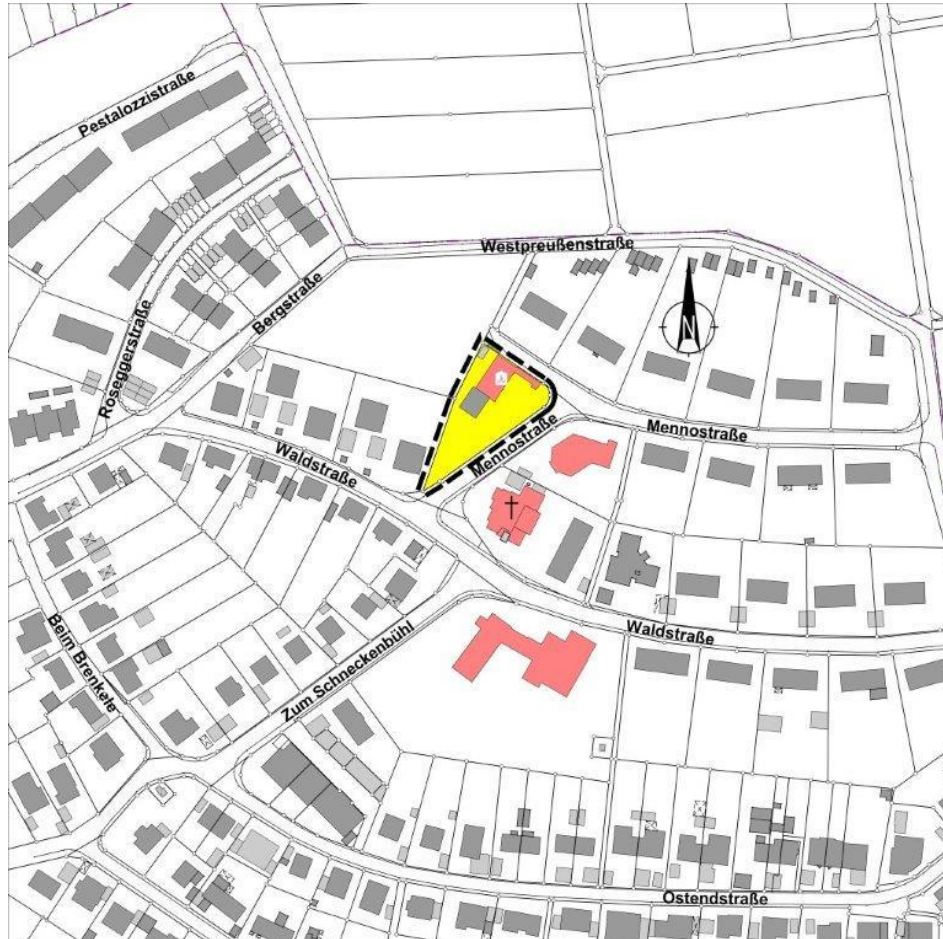 Pestalozzistraße
Westpreußenstraße
Bergstraße
Roseggerstraße
N
Mennostraße
Mennostraße
Waldstraße
Waldstraße
Beim Brenkele
Zum Schneckenbühl
Ostendstraße